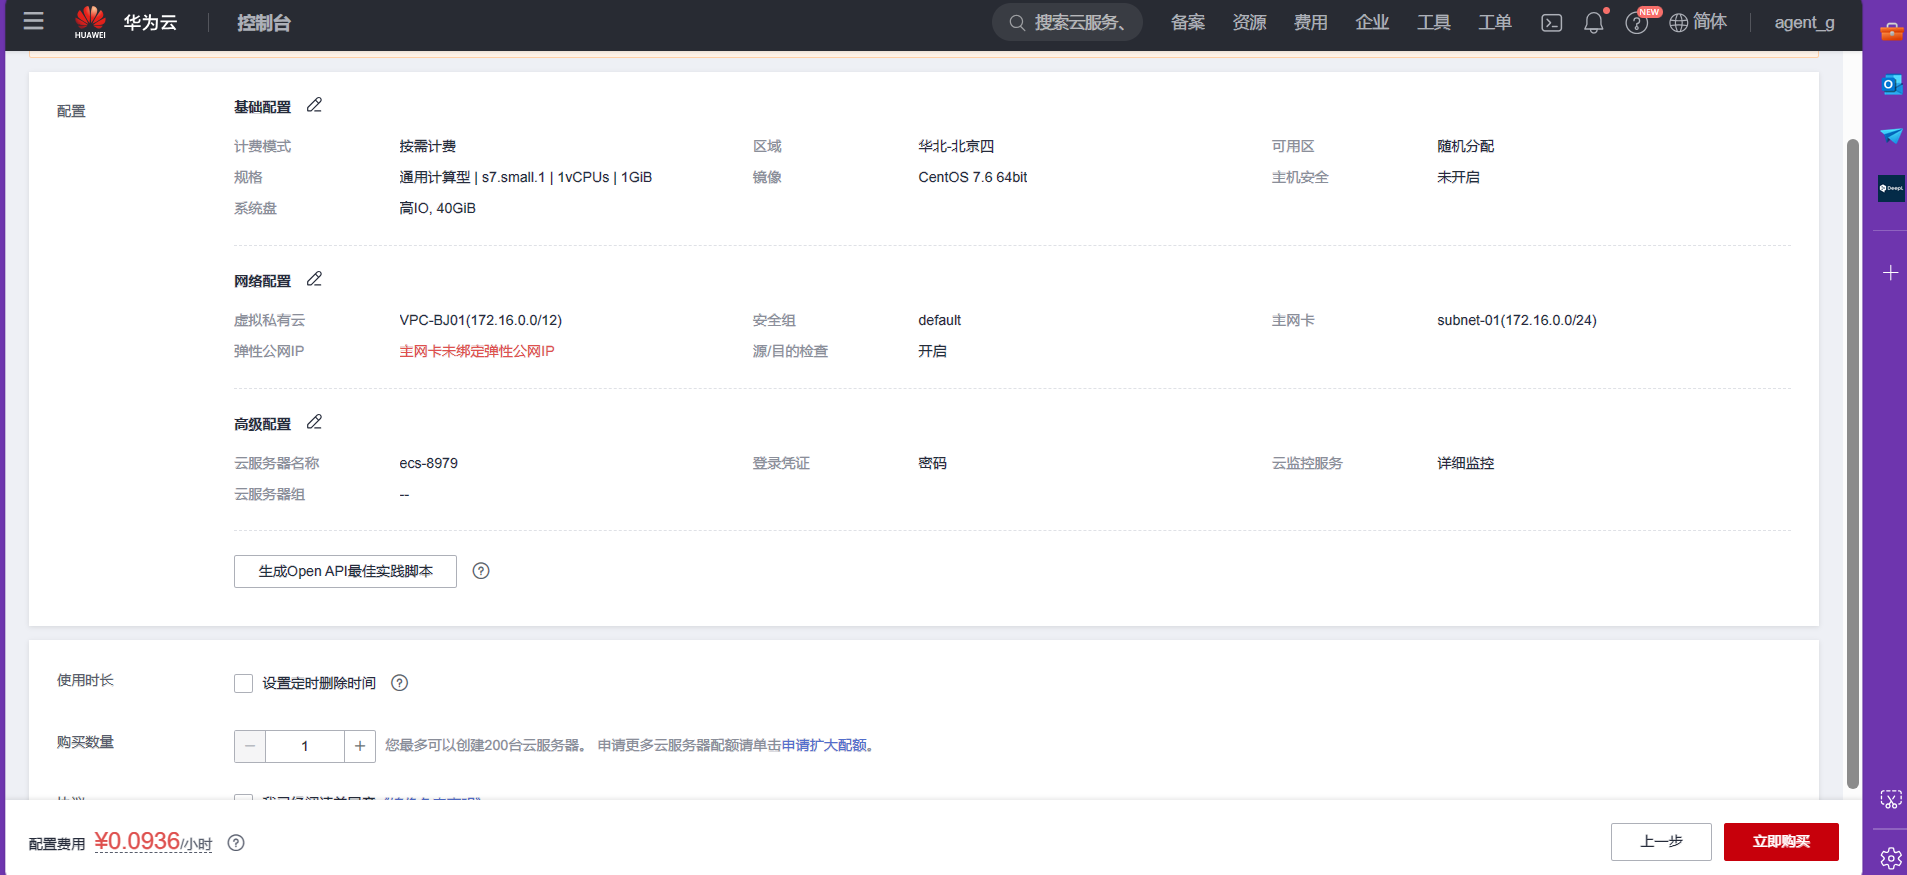 HUAWEI
华为云
控制台
搜索云服务、
备案
资源
费用
企业
工具
工单
NEW
简体
agent_g
配置
基础配置
计费模式 按需计费 区域 华北-北京四 可用区 随机分配
规格 通用计算型 | s7.small.1 | 1vCPUs | 1GiB 镜像 CentOS 7.6 64bit 主机安全 未开启
系统盘 高IO, 40GiB
网络配置
虚拟私有云 VPC-BJ01(172.16.0.0/12) 安全组 default 主网卡 subnet-01(172.16.0.0/24)
弹性公网IP 主网卡未绑定弹性公网IP 源/目的检查 开启
高级配置
云服务器名称 ecs-8979 登录凭证 密码 云监控服务 详细监控
云服务器组 --
生成Open API最佳实践脚本
使用时长 设置定时删除时间
购买数量 − 1 + 您最多可以创建200台云服务器。 申请更多云服务器配额请单击申请扩大配额。
配置费用 ¥0.0936/小时
上一步
立即购买
DeepL